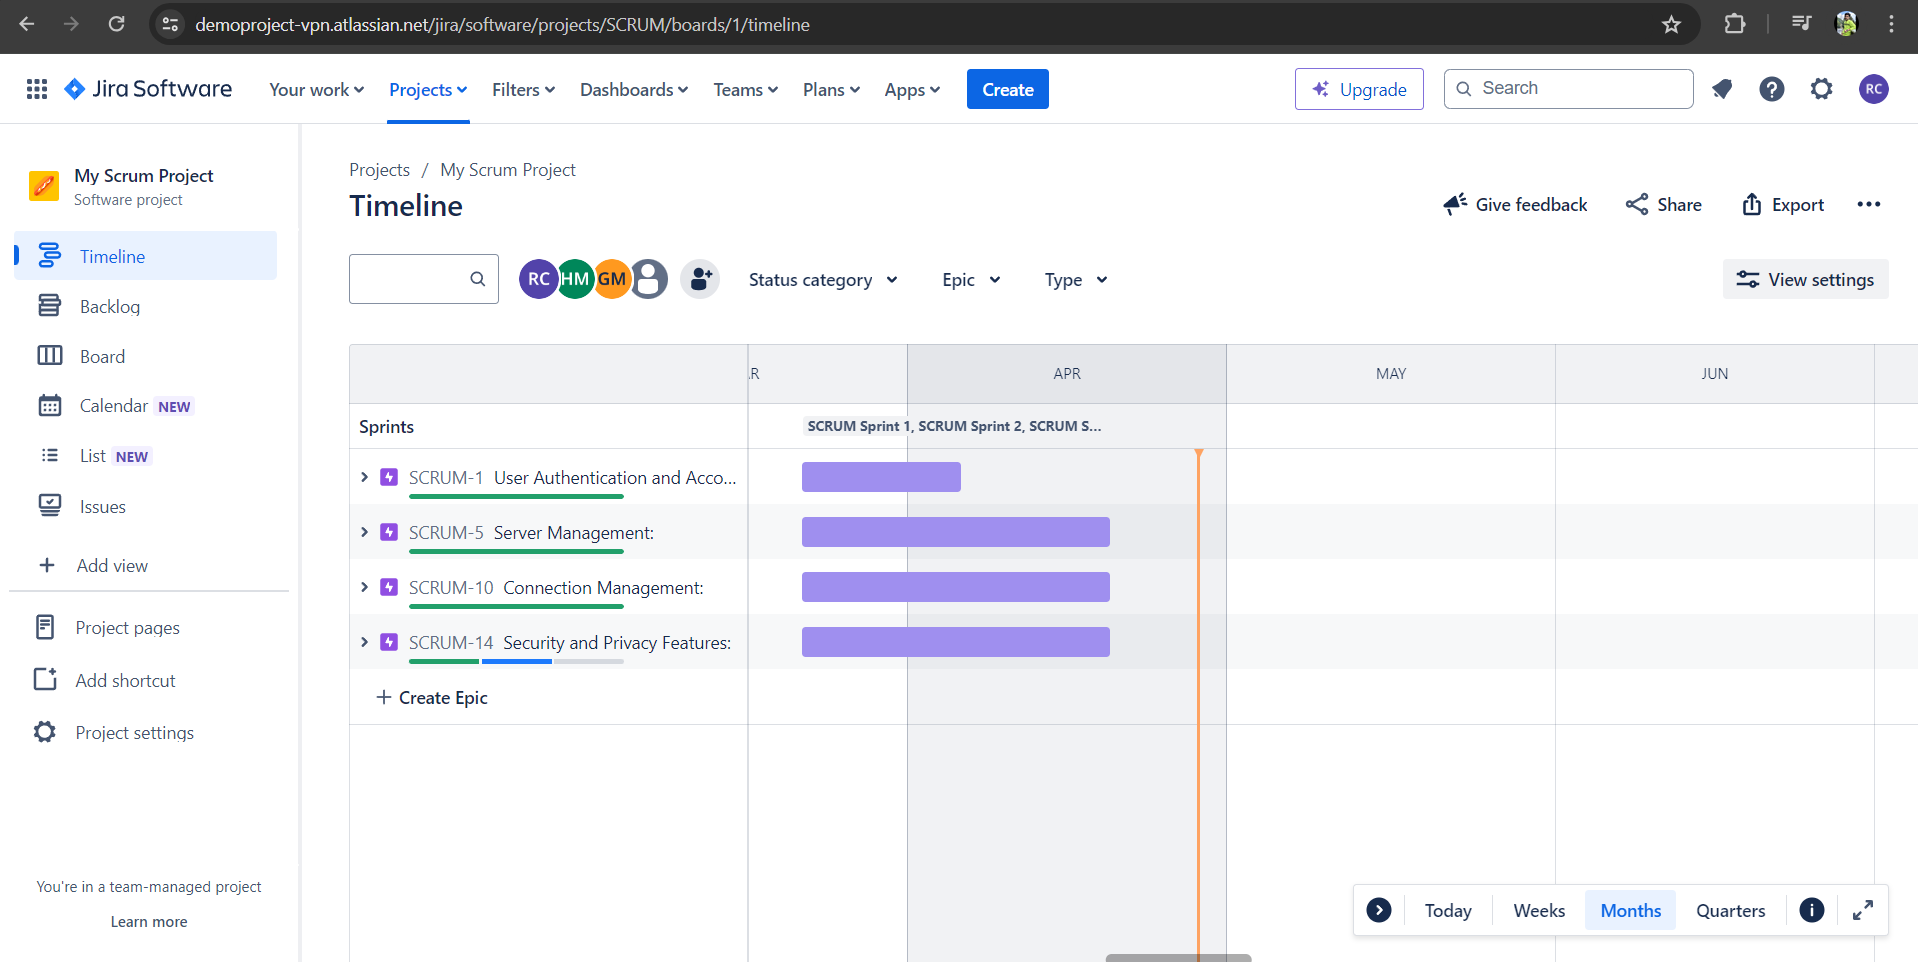 demoproject-vpn.atlassian.net/jira/software/projects/SCRUM/boards/1/timeline
Jira Software
Your work
Projects
Filters
Dashboards
Teams
Plans
Apps
Create
Upgrade
Search
RC
My Scrum Project
Software project
Timeline
Backlog
Board
Calendar NEW
List NEW
Issues
Add view
Project pages
Add shortcut
Project settings
You're in a team-managed project
Learn more
Projects / My Scrum Project
Timeline
Give feedback
Share
Export
RC
HM
GM
Status category
Epic
Type
View settings
APR
MAY
JUN
Sprints
SCRUM Sprint 1, SCRUM Sprint 2, SCRUM S...
SCRUM-1 User Authentication and Acco...
SCRUM-5 Server Management:
SCRUM-10 Connection Management:
SCRUM-14 Security and Privacy Features:
+ Create Epic
Today
Weeks
Months
Quarters